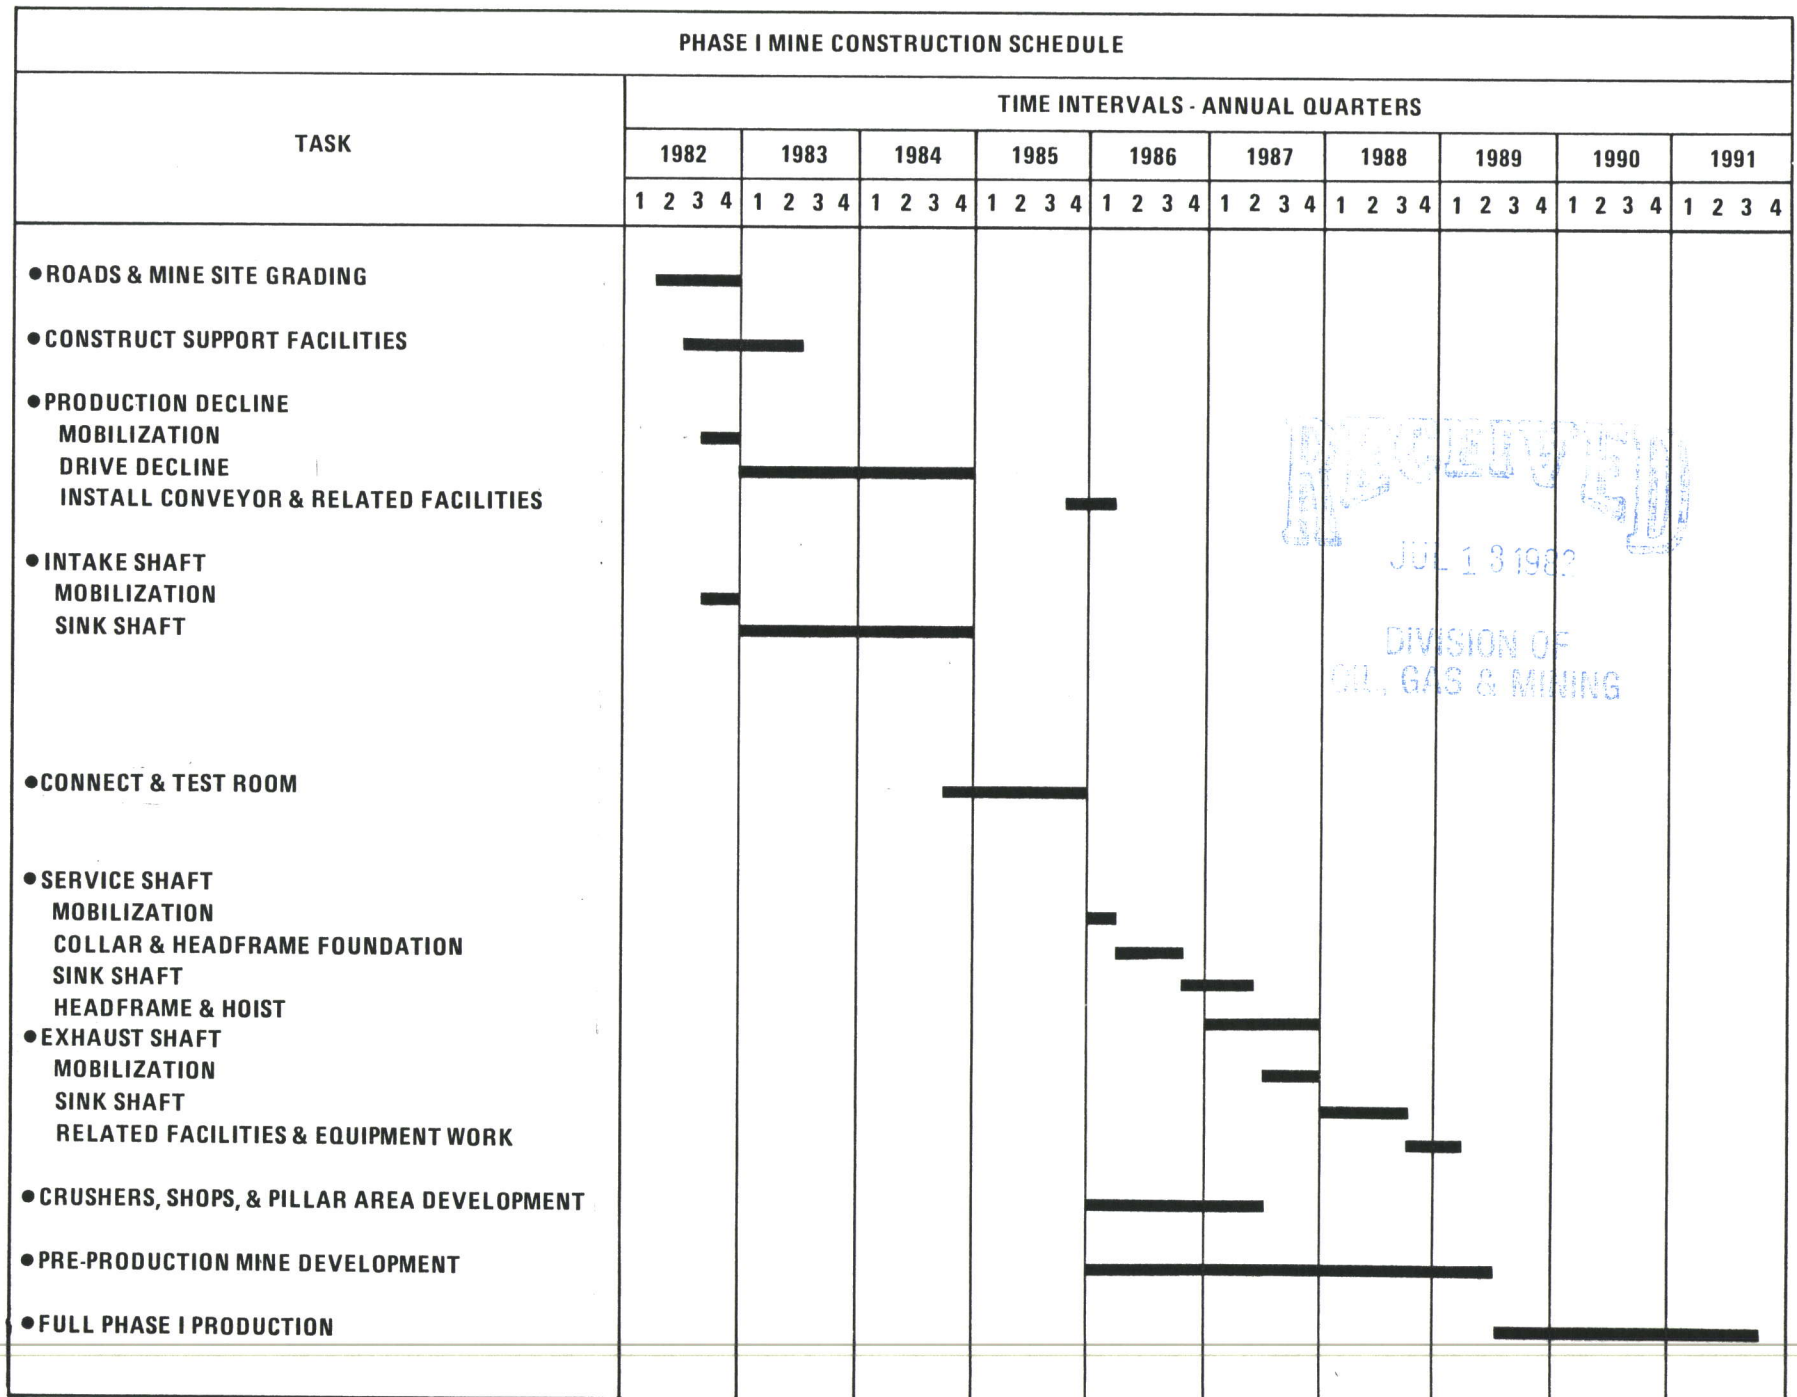 PHASE I MINE CONSTRUCTION SCHEDULE
TASK
TIME INTERVALS - ANNUAL QUARTERS
1982 1983 1984 1985 1986 1987 1988 1989 1990 1991
1 2 3 4 1 2 3 4 1 2 3 4 1 2 3 4 1 2 3 4 1 2 3 4 1 2 3 4 1 2 3 4 1 2 3 4 1 2 3 4
●ROADS & MINE SITE GRADING
●CONSTRUCT SUPPORT FACILITIES
●PRODUCTION DECLINE
MOBILIZATION
DRIVE DECLINE
INSTALL CONVEYOR & RELATED FACILITIES
●INTAKE SHAFT
MOBILIZATION
SINK SHAFT
●CONNECT & TEST ROOM
●SERVICE SHAFT
MOBILIZATION
COLLAR & HEADFRAME FOUNDATION
SINK SHAFT
HEADFRAME & HOIST
●EXHAUST SHAFT
MOBILIZATION
SINK SHAFT
RELATED FACILITIES & EQUIPMENT WORK
●CRUSHERS, SHOPS, & PILLAR AREA DEVELOPMENT
●PRE-PRODUCTION MINE DEVELOPMENT
●FULL PHASE I PRODUCTION
RECEIVED
JUL 13 1982
DIVISION OF
OIL, GAS & MINING